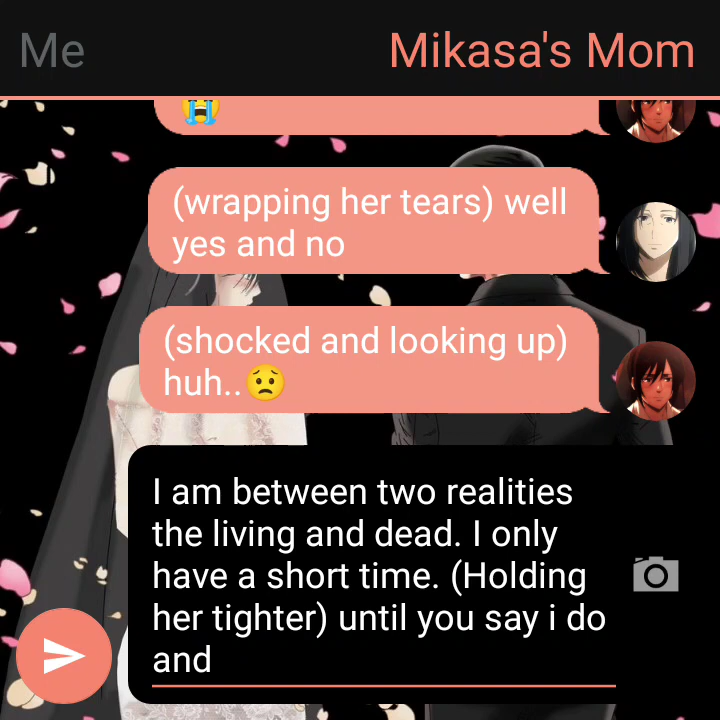 Me
Mikasa's Mom
😭
(wrapping her tears) well
yes and no
(shocked and looking up)
huh..😟
I am between two realities
the living and dead. I only
have a short time. (Holding
her tighter) until you say i do
and